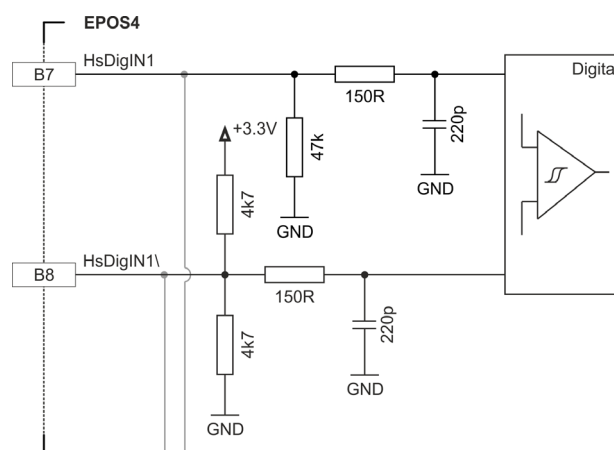 EPOS4
B7
HsDigIN1
150R
Digita
+3.3V
47k
220p
GND
4k7
GND
B8
HsDigIN1\
150R
4k7
220p
GND
GND